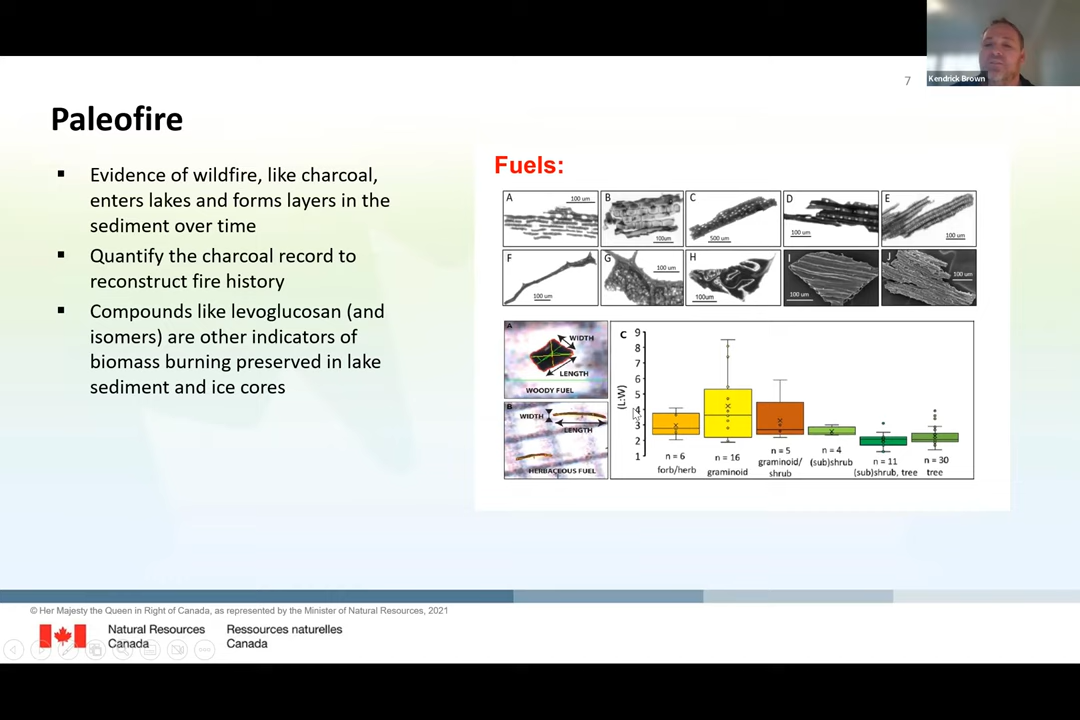 Kendrick Brown
7
Paleofire
Evidence of wildfire, like charcoal,
enters lakes and forms layers in the
sediment over time
Quantify the charcoal record to
reconstruct fire history
Compounds like levoglucosan (and
isomers) are other indicators of
biomass burning preserved in lake
sediment and ice cores
Fuels:
A 100 um
B 100um
C 500 um
D 100 um
E 100 um
F 100 um
G 100 um
H 100um
I 100 um
J 100 um
A
WIDTH
LENGTH
WOODY FUEL
B
WIDTH
LENGTH
HERBACEOUS FUEL
C
(L:W)
9
8
7
6
5
4
3
2
1
n = 6
forb/herb
n = 16
graminoid
n = 5
graminoid/
shrub
n = 4
(sub)shrub
n = 11
(sub)shrub, tree
n = 30
tree
© Her Majesty the Queen in Right of Canada, as represented by the Minister of Natural Resources, 2021
Natural Resources
Canada
Ressources naturelles
Canada